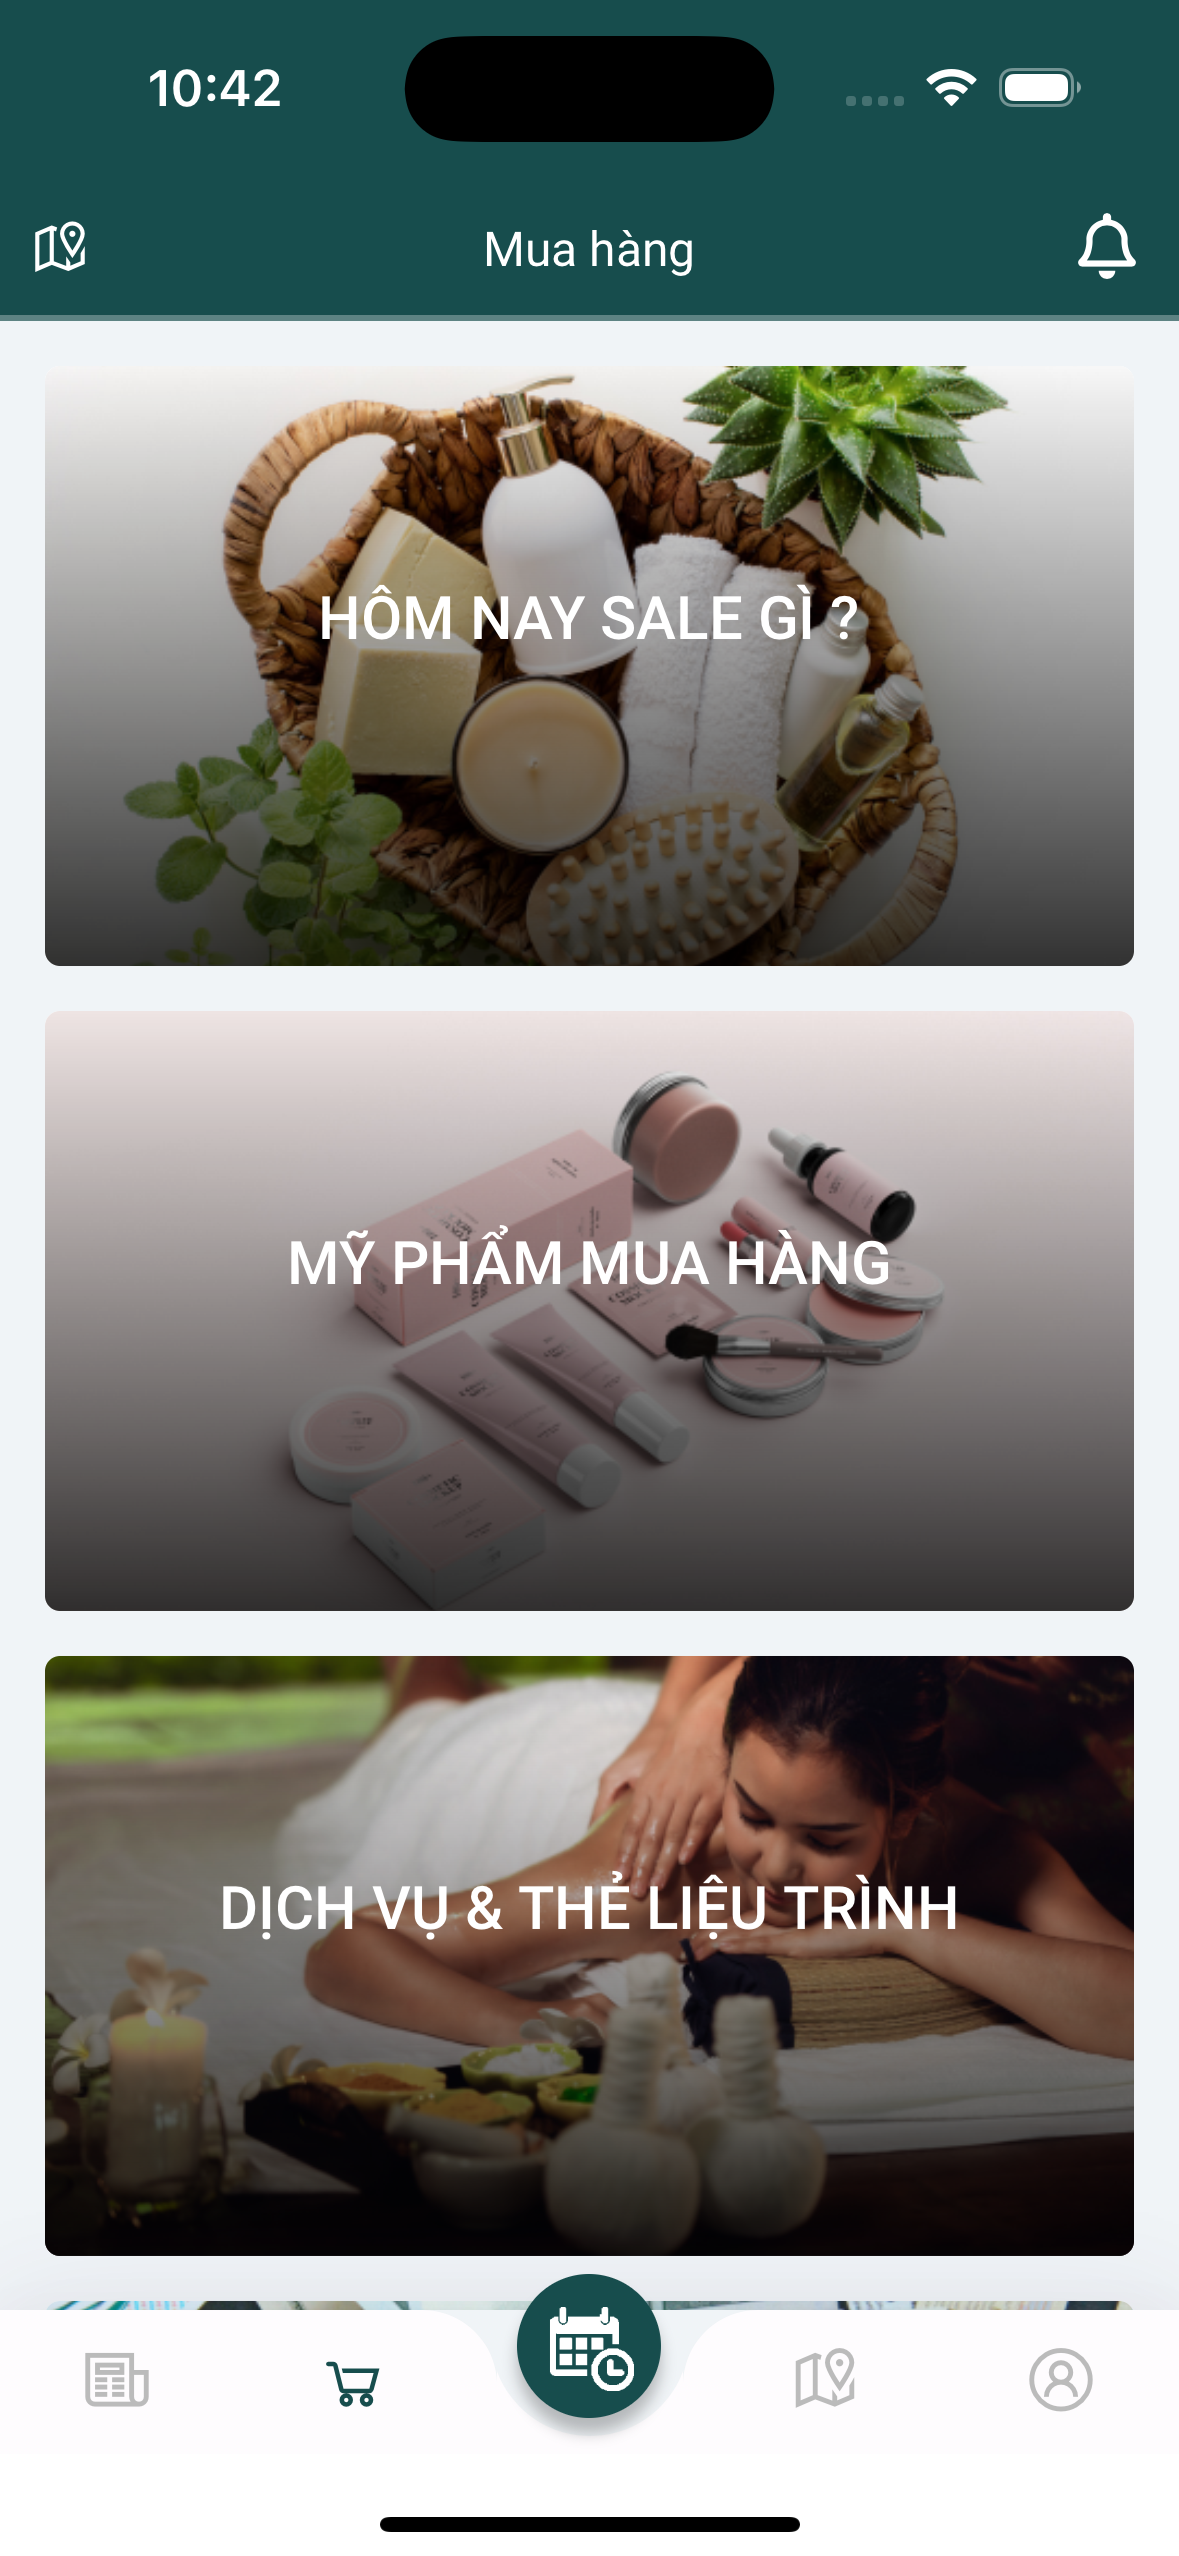 10:42
Mua hàng
HÔM NAY SALE GÌ ?
MỸ PHẨM MUA HÀNG
DỊCH VỤ & THẺ LIỆU TRÌNH